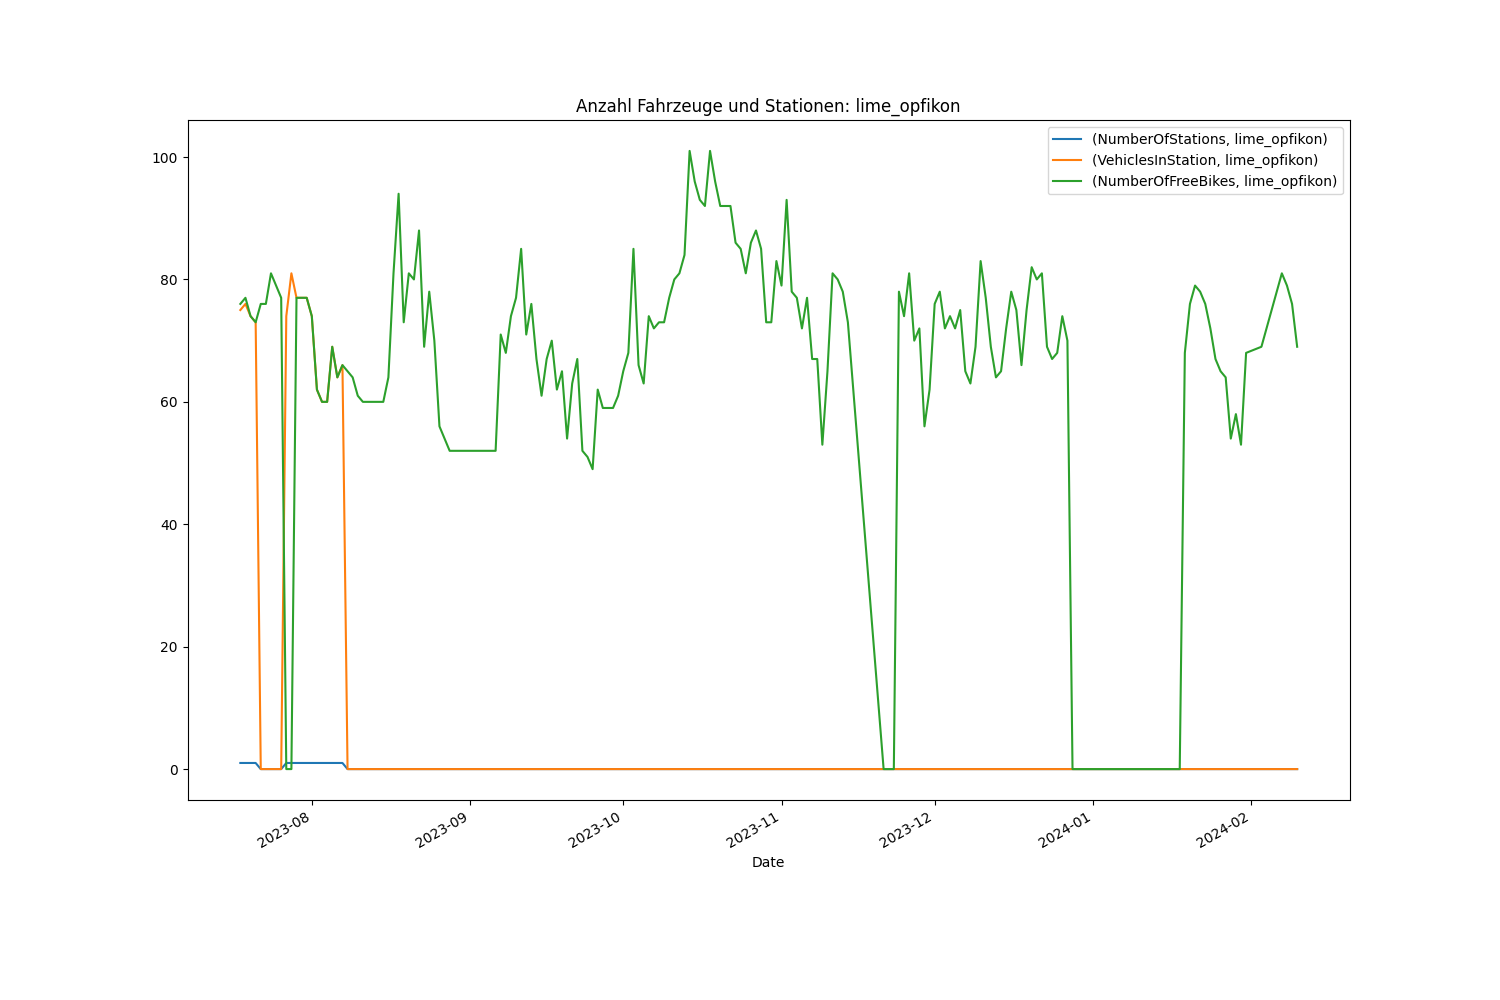 Anzahl Fahrzeuge und Stationen: lime_opfikon
(NumberOfStations, lime_opfikon)
(VehiclesInStation, lime_opfikon)
(NumberOfFreeBikes, lime_opfikon)
100
80
60
40
20
0
2023-08
2023-09
2023-10
2023-11
2023-12
2024-01
2024-02
Date